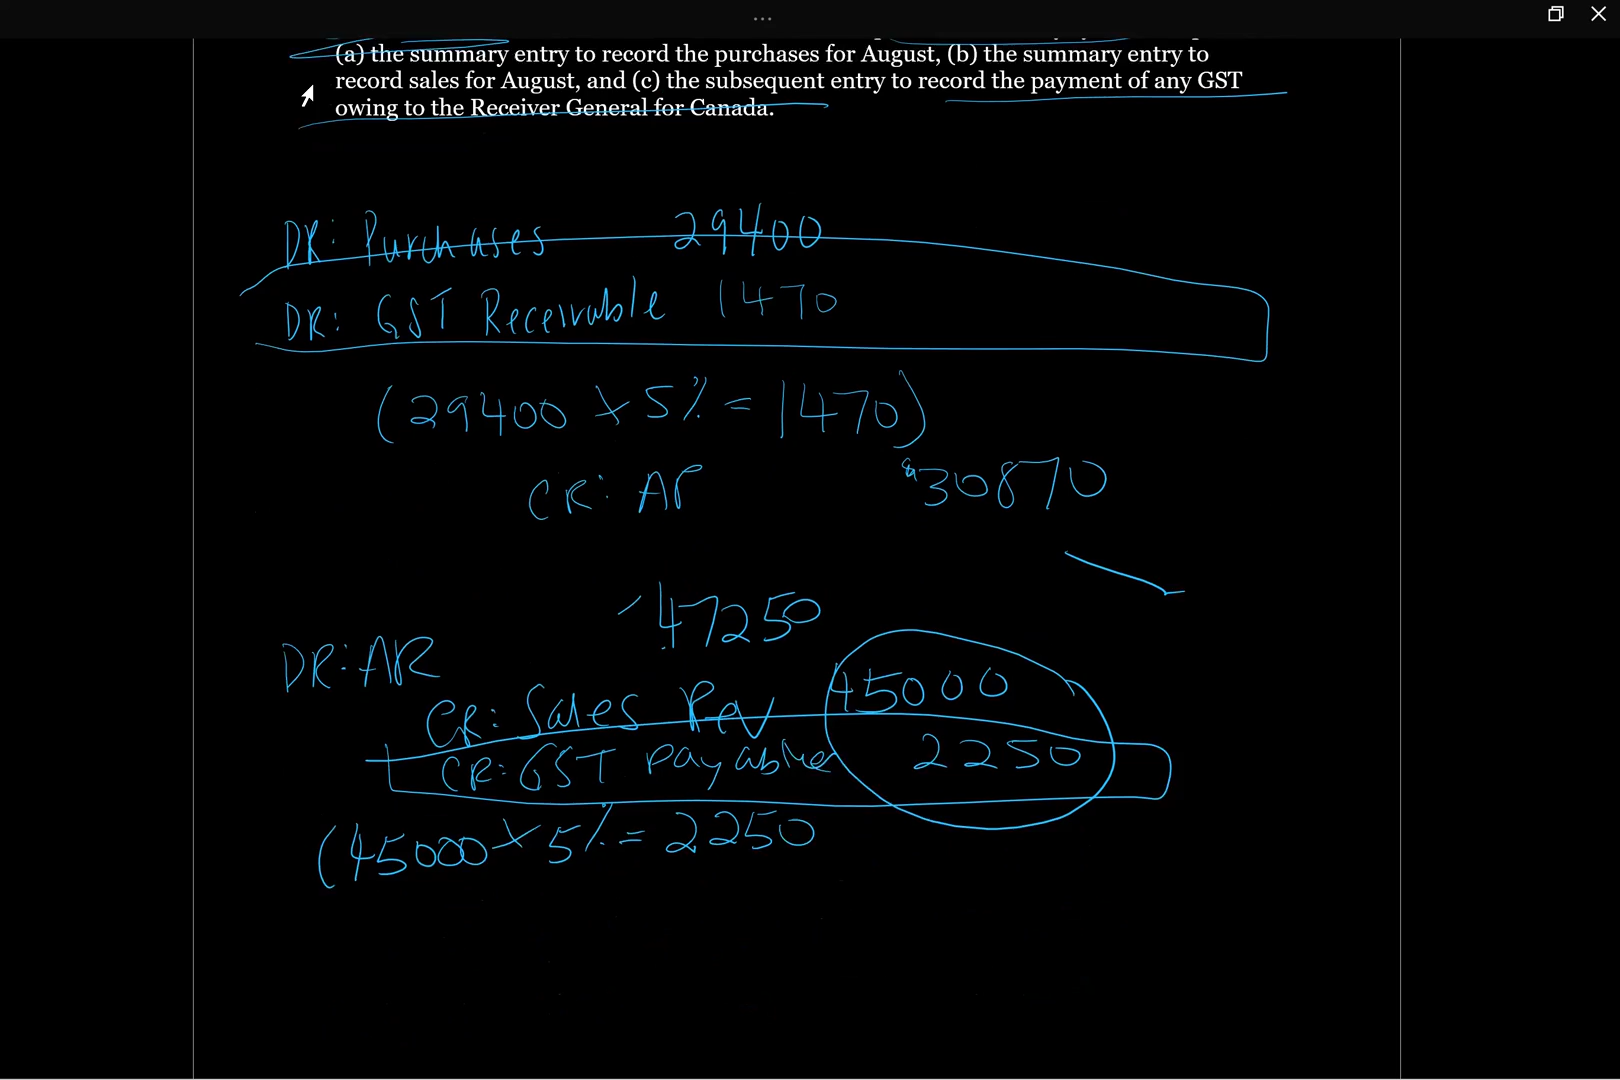 (a) the summary entry to record the purchases for August, (b) the summary entry to
record sales for August, and (c) the subsequent entry to record the payment of any GST
owing to the Receiver General for Canada.
DR: Purchases 29400
DR: GST Receivable 1470
(29400 × 5% = 1470)
CR: AP $30870
47250
DR: AR
CR: Sales Rev 45000
CR: GST payable 2250
(45000 × 5% = 2250